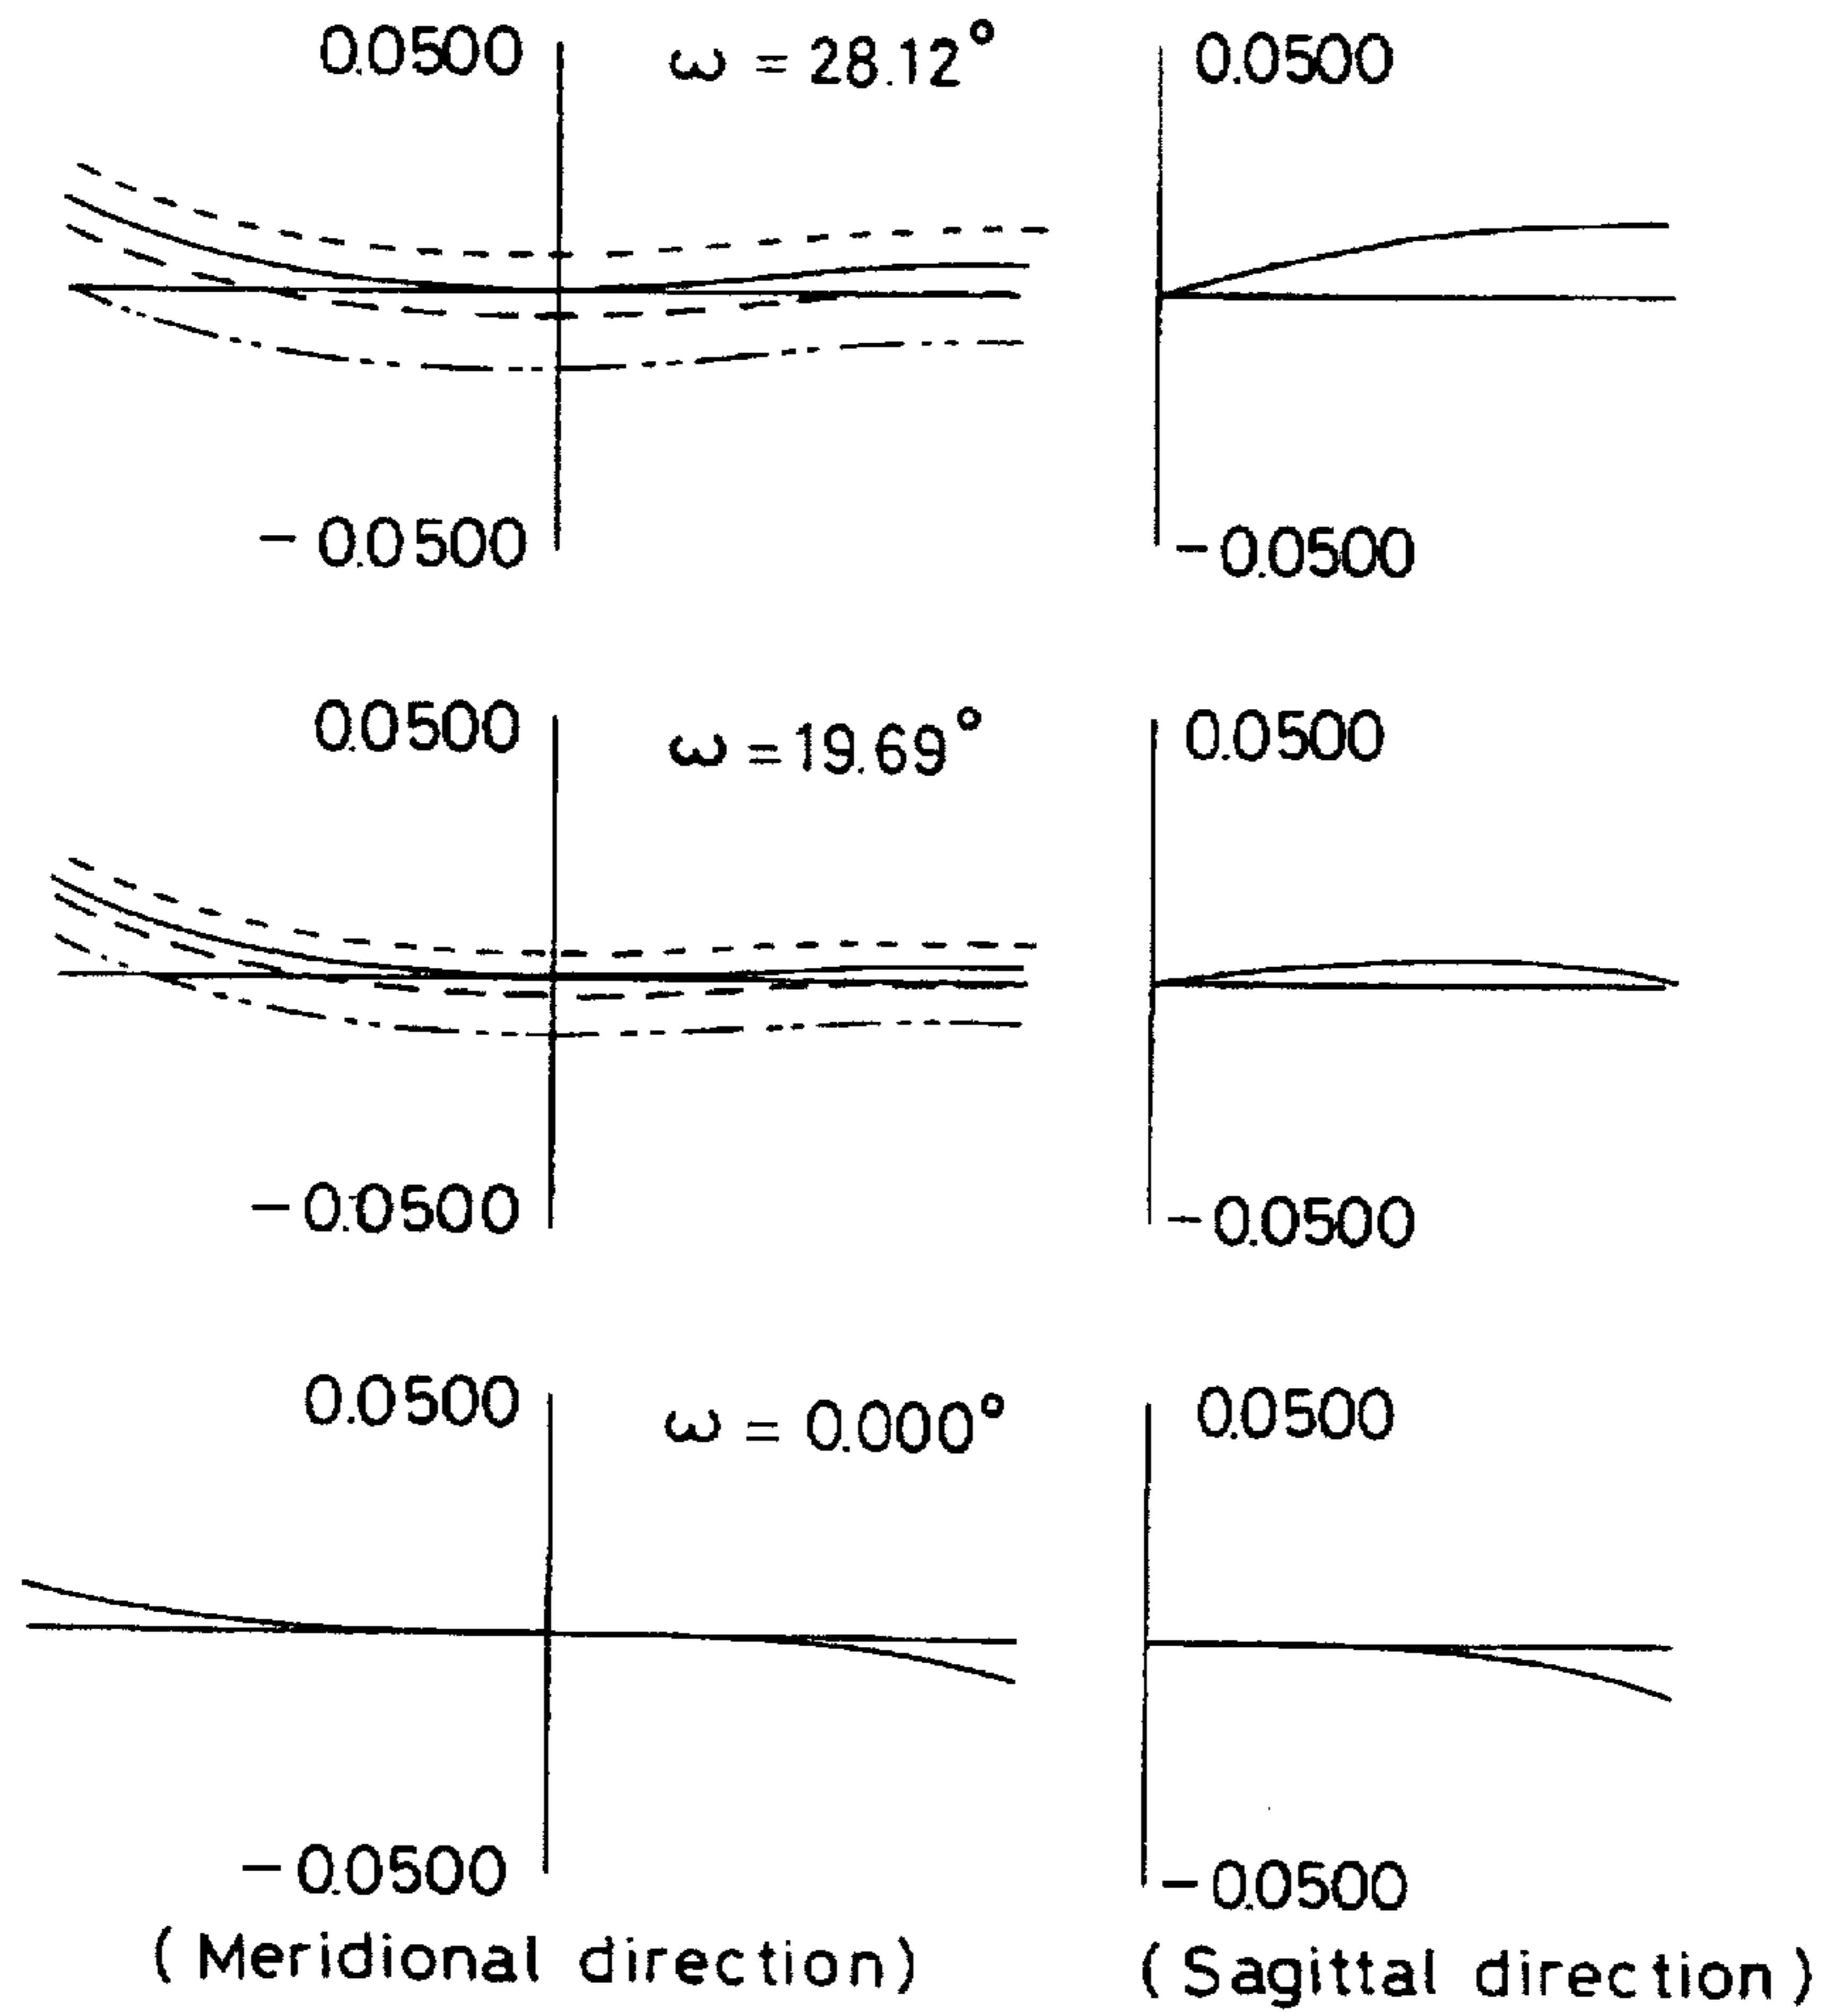 0.0500 ω = 28.12° 0.0500
-0.0500 -0.0500
0.0500 ω = 19.69° 0.0500
-0.0500 -0.0500
0.0500 ω = 0.000° 0.0500
-0.0500 -0.0500
(Meridional direction) (Sagittal direction)